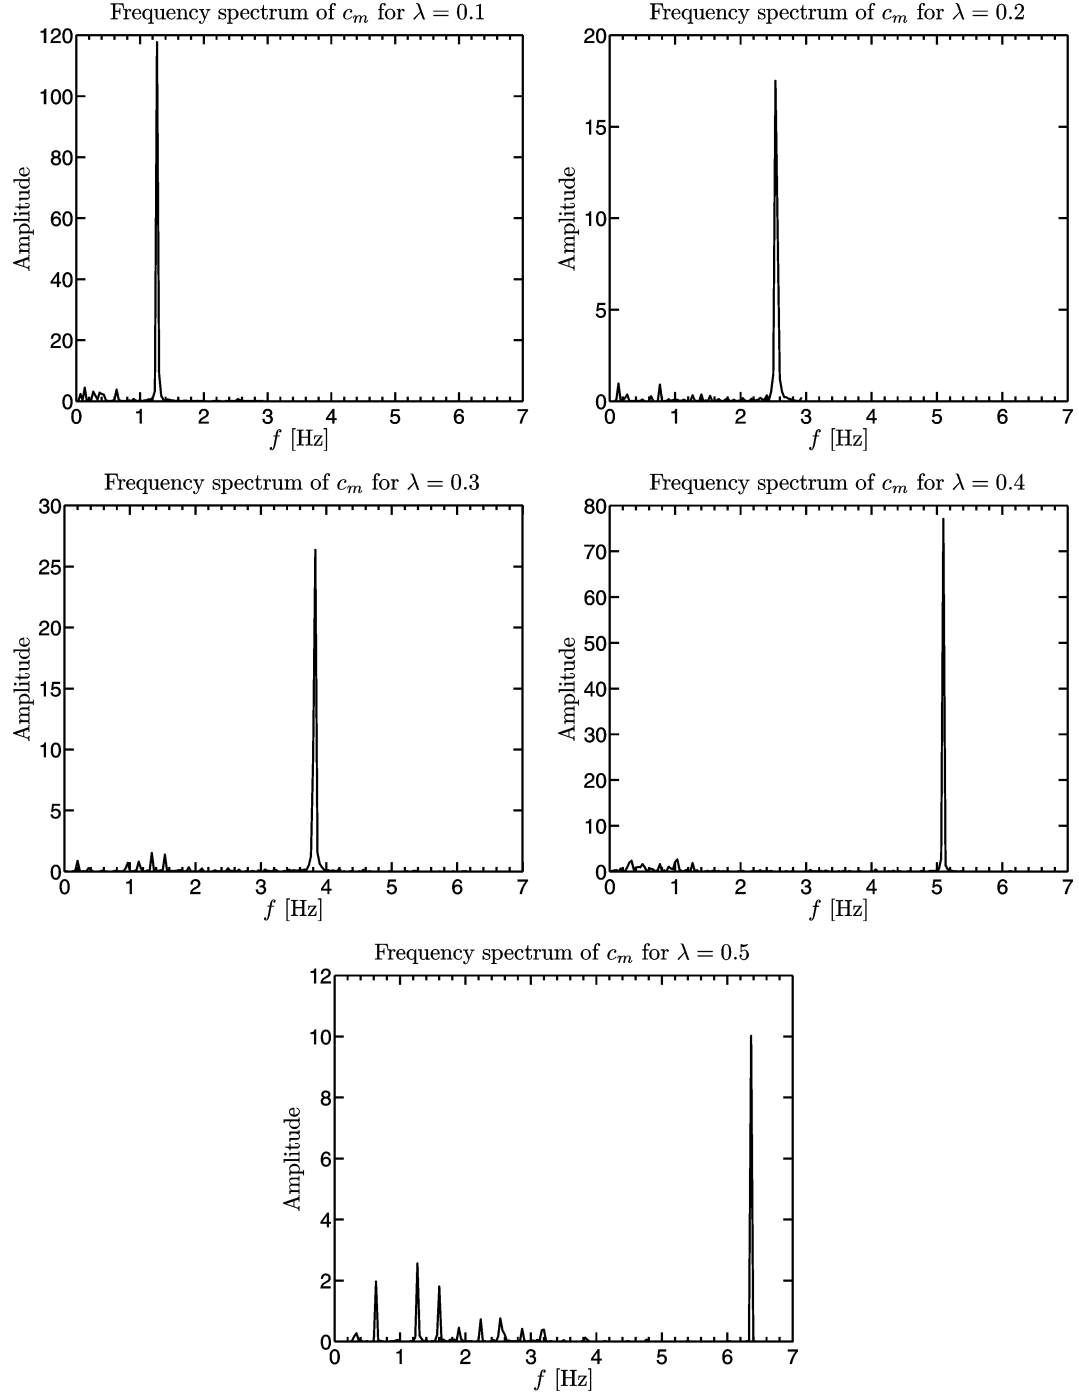 Frequency spectrum of c_m for λ = 0.1
Frequency spectrum of c_m for λ = 0.2
120
100
80
60
40
20
0
Amplitude
0 1 2 3 4 5 6 7
f [Hz]
20
15
10
5
0
Amplitude
0 1 2 3 4 5 6 7
f [Hz]
Frequency spectrum of c_m for λ = 0.3
Frequency spectrum of c_m for λ = 0.4
30
25
20
15
10
5
0
Amplitude
0 1 2 3 4 5 6 7
f [Hz]
80
70
60
50
40
30
20
10
0
Amplitude
0 1 2 3 4 5 6 7
f [Hz]
Frequency spectrum of c_m for λ = 0.5
12
10
8
6
4
2
0
Amplitude
0 1 2 3 4 5 6 7
f [Hz]